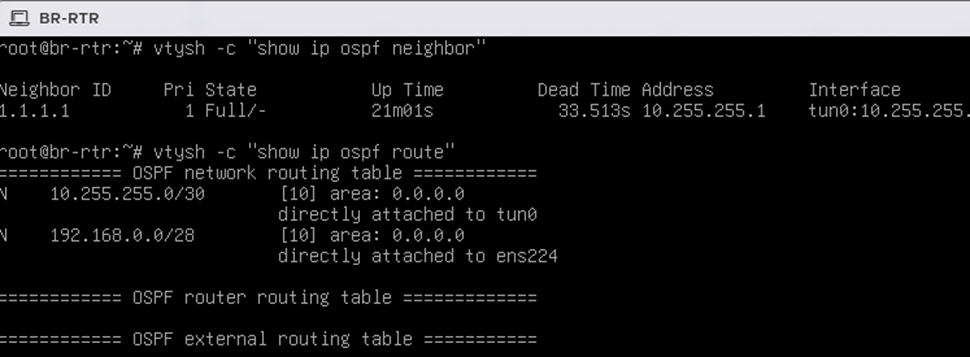 BR-RTR
root@br-rtr:~# vtysh -c "show ip ospf neighbor"
Neighbor ID Pri State Up Time Dead Time Address Interface
1.1.1.1 1 Full/- 21m01s 33.513s 10.255.255.1 tun0:10.255.255.
root@br-rtr:~# vtysh -c "show ip ospf route"
============ OSPF network routing table ============
N 10.255.255.0/30 [10] area: 0.0.0.0
directly attached to tun0
N 192.168.0.0/28 [10] area: 0.0.0.0
directly attached to ens224
============ OSPF router routing table =============
============ OSPF external routing table ===========